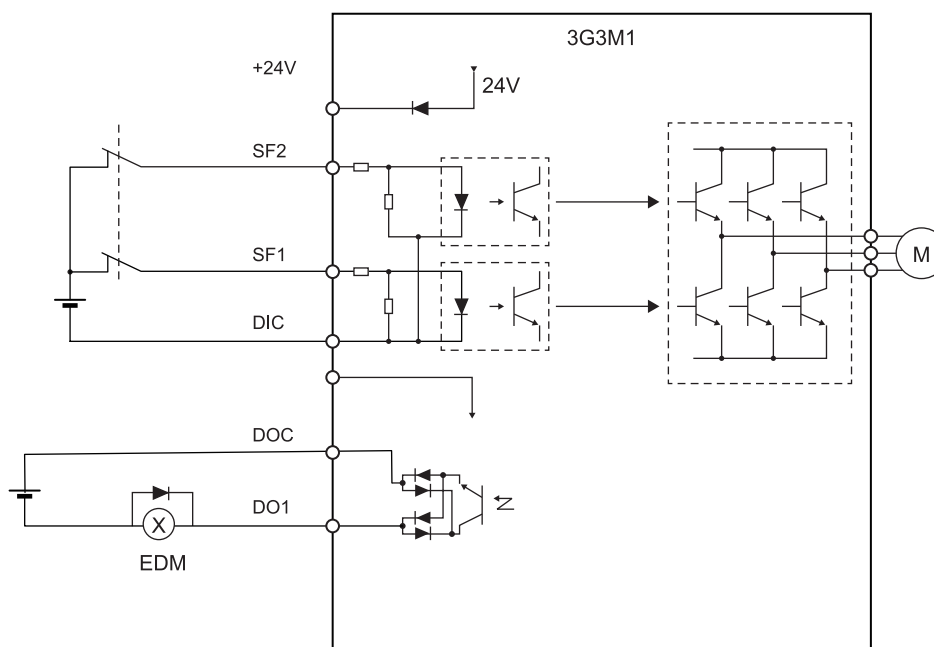 3G3M1
+24V
24V
SF2
SF1
M
DIC
DOC
DO1
X
EDM